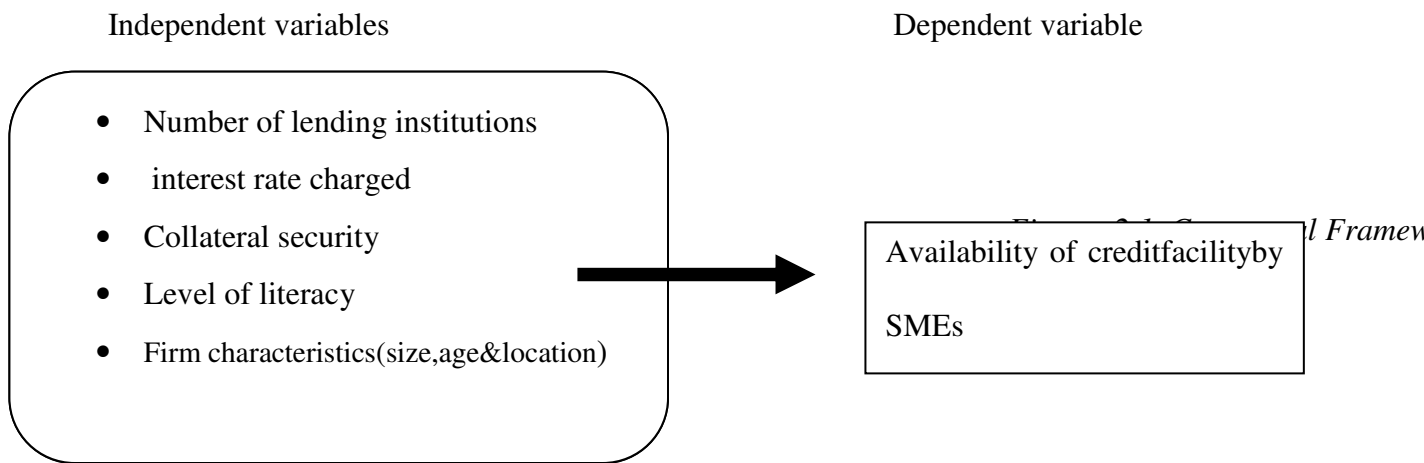 Independent variables
Dependent variable
• Number of lending institutions
• interest rate charged
• Collateral security
• Level of literacy
• Firm characteristics(size,age&location)
Availability of creditfacilityby
SMEs